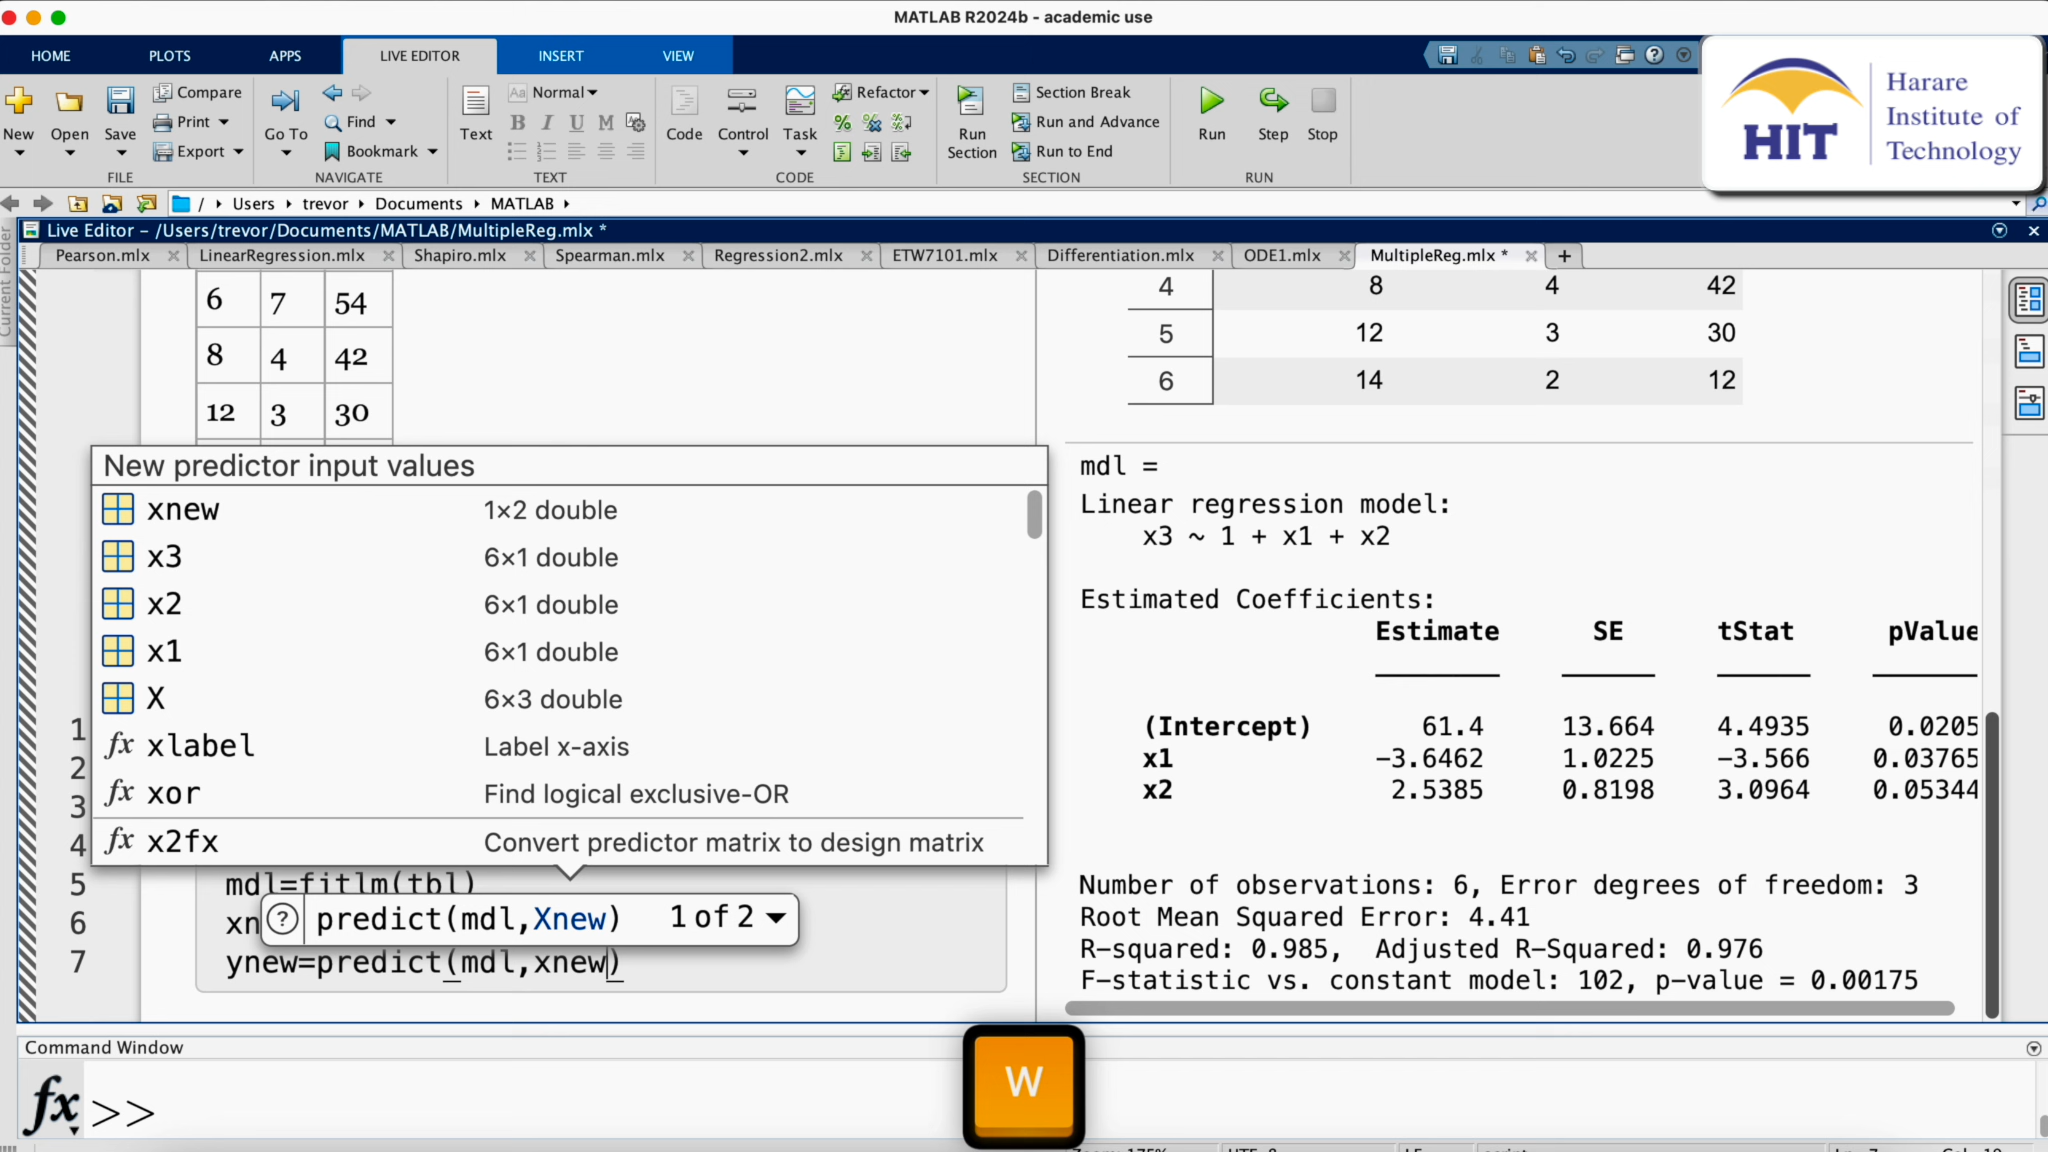 MATLAB R2024b - academic use
HOME PLOTS APPS LIVE EDITOR INSERT VIEW
Harare
Institute of
Technology
HIT
New Open Save Compare Print Export
FILE
Go To Find Bookmark
NAVIGATE
Text Aa Normal B I U M
TEXT
Code Control Task Refactor
CODE
Run Section Section Break Run and Advance Run to End
SECTION
Run Step Stop
RUN
/ Users trevor Documents MATLAB
Current Folder
Live Editor - /Users/trevor/Documents/MATLAB/MultipleReg.mlx *
Pearson.mlx LinearRegression.mlx Shapiro.mlx Spearman.mlx Regression2.mlx ETW7101.mlx Differentiation.mlx ODE1.mlx MultipleReg.mlx * +
6 7 54
8 4 42
12 3 30
New predictor input values
xnew 1×2 double
x3 6×1 double
x2 6×1 double
x1 6×1 double
X 6×3 double
fx xlabel Label x-axis
fx xor Find logical exclusive-OR
fx x2fx Convert predictor matrix to design matrix
1
2
3
4
5 mdl=fitlm(tbl)
6 xn
? predict(mdl,Xnew) 1 of 2
7 ynew=predict(mdl,xnew)
4 8 4 42
5 12 3 30
6 14 2 12
mdl =
Linear regression model:
x3 ~ 1 + x1 + x2
Estimated Coefficients:
Estimate SE tStat pValue
(Intercept) 61.4 13.664 4.4935 0.0205
x1 -3.6462 1.0225 -3.566 0.03765
x2 2.5385 0.8198 3.0964 0.05344
Number of observations: 6, Error degrees of freedom: 3
Root Mean Squared Error: 4.41
R-squared: 0.985, Adjusted R-Squared: 0.976
F-statistic vs. constant model: 102, p-value = 0.00175
Command Window
fx >>
W